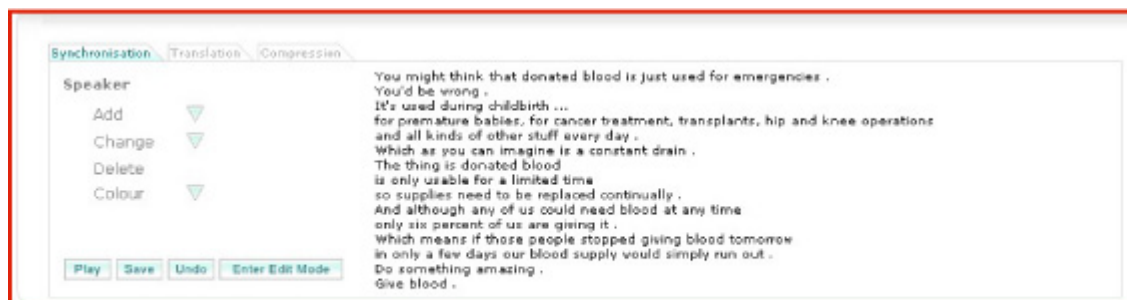 Synchronisation Translation Compression
Speaker
Add
Change
Delete
Colour
Play Save Undo Enter Edit Mode
You might think that donated blood is just used for emergencies .
You'd be wrong .
It's used during childbirth ...
for premature babies, for cancer treatment, transplants, hip and knee operations
and all kinds of other stuff every day .
Which as you can imagine is a constant drain .
The thing is donated blood
is only usable for a limited time
so supplies need to be replaced continually .
And although any of us could need blood at any time
only six percent of us are giving it .
Which means if those people stopped giving blood tomorrow
in only a few days our blood supply would simply run out .
Do something amazing .
Give blood .